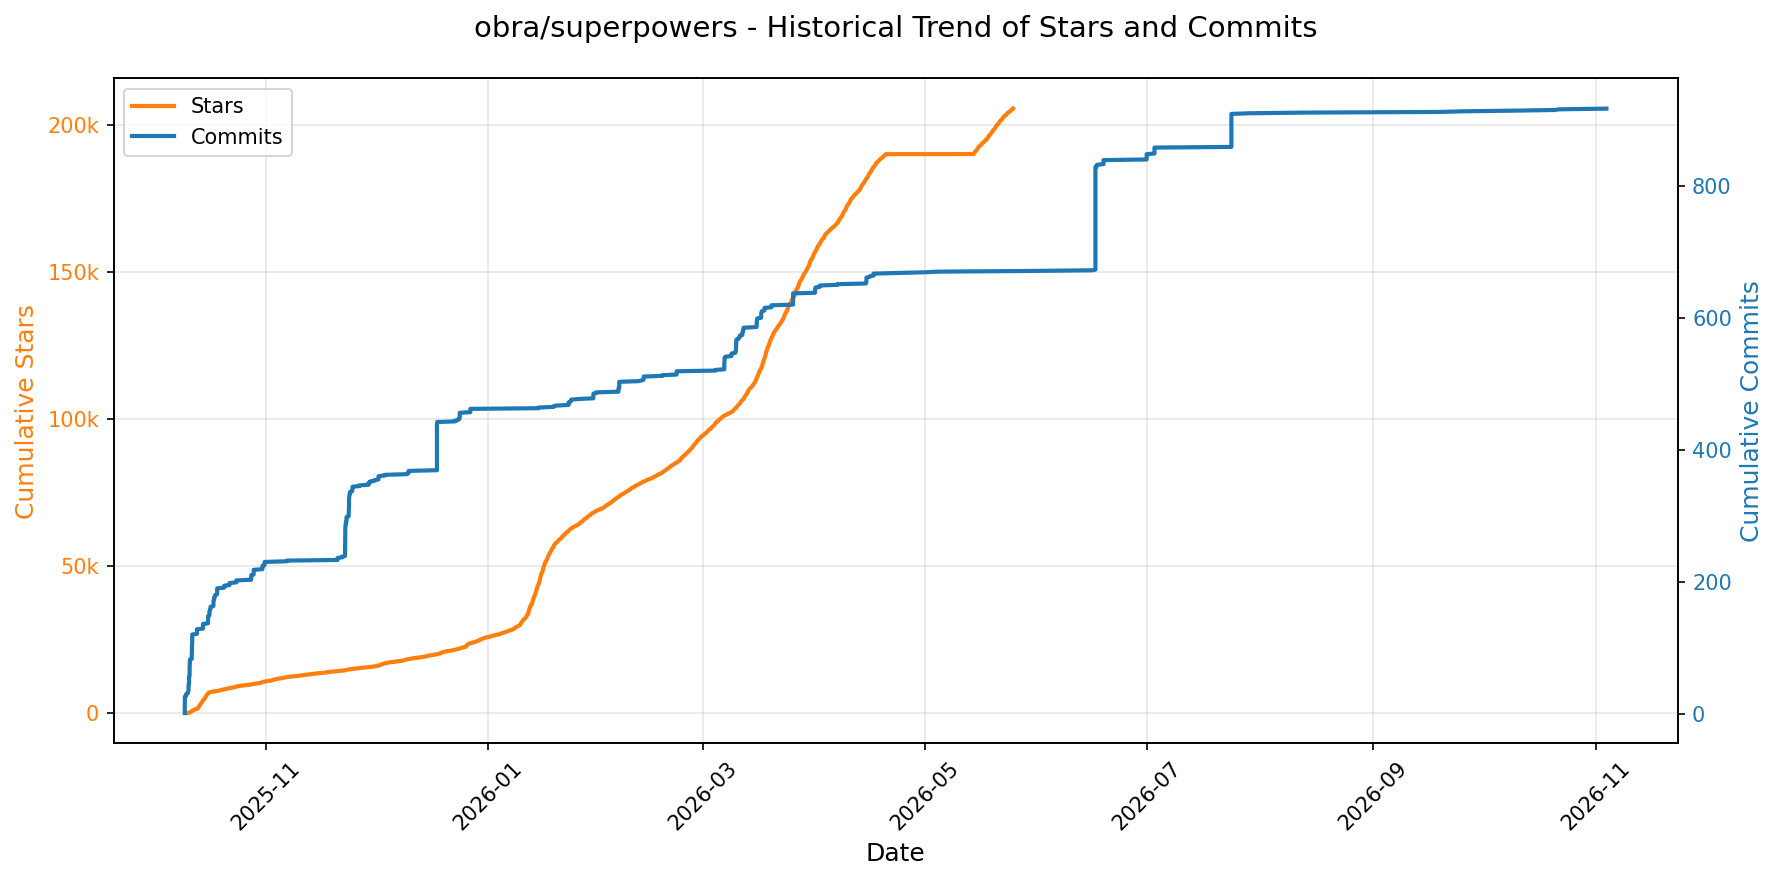 obra/superpowers - Historical Trend of Stars and Commits
Stars
Commits
Cumulative Stars
200k
150k
100k
50k
0
Cumulative Commits
800
600
400
200
0
2025-11
2026-01
2026-03
2026-05
2026-07
2026-09
2026-11
Date